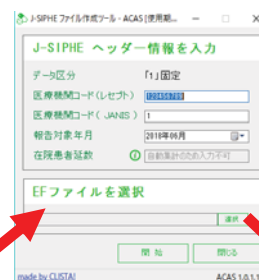 J-SIPHE ファイル作成ツール - ACAS [使用期...
J-SIPHE ヘッダー情報を入力
データ区分 「1」固定
医療機関コード(レセプト) 123456789
医療機関コード( JANIS ) 1
報告対象年月 2018年06月
在院患者延数 自動集計のため入力不可
EFファイルを選択
選択
開 始 閉じる
made by CLISTA! ACAS 1.0.1.